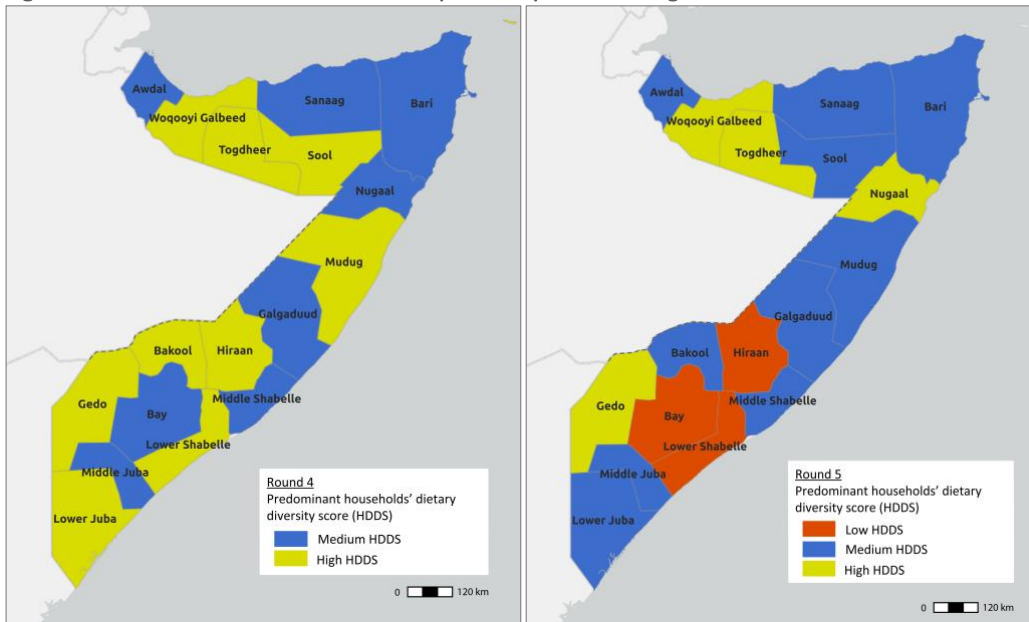 Awdal
Sanaag
Bari
Woqooyi Galbeed
Togdheer
Sool
Nugaal
Mudug
Galgaduud
Bakool
Hiraan
Gedo
Bay
Middle Shabelle
Lower Shabelle
Middle Juba
Lower Juba
Round 4
Predominant households' dietary
diversity score (HDDS)
Medium HDDS
High HDDS
0 120 km
Awdal
Sanaag
Bari
Woqooyi Galbeed
Togdheer
Sool
Nugaal
Mudug
Galgaduud
Bakool
Hiraan
Gedo
Bay
Middle Shabelle
Lower Shabelle
Middle Juba
Lower Juba
Round 5
Predominant households' dietary
diversity score (HDDS)
Low HDDS
Medium HDDS
High HDDS
0 120 km